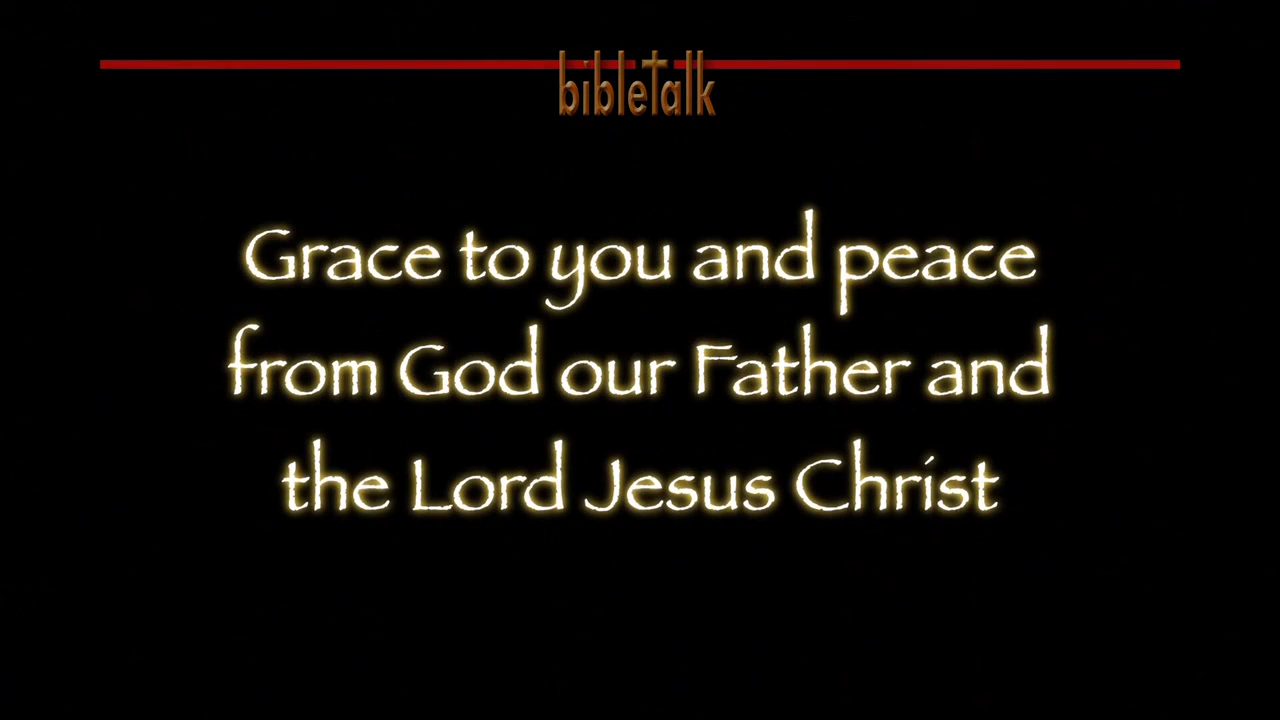 bibleTalk
Grace to you and peace
from God our Father and
the Lord Jesus Christ